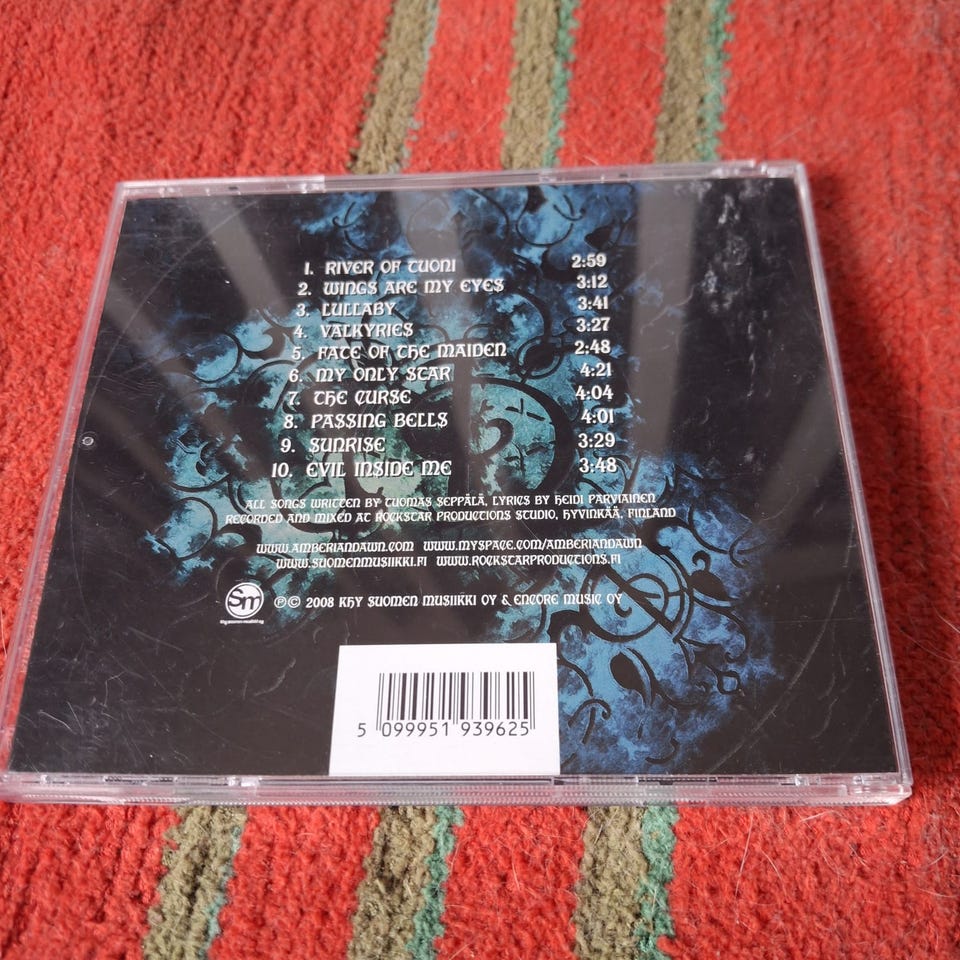 1. RIVER OF TUONI 2:59
2. WINGS ARE MY EYES 3:12
3. LULLABY 3:41
4. VALKYRIES 3:27
5. FATE OF THE MAIDEN 2:48
6. MY ONLY STAR 4:21
7. THE CURSE 4:04
8. PASSING BELLS 4:01
9. SUNRISE 3:29
10. EVIL INSIDE ME 3:48
ALL SONGS WRITTEN BY TUOMAS SEPPÄLÄ, LYRICS BY HEIDI PARVIAINEN
RECORDED AND MIXED AT ROCKSTAR PRODUCTIONS STUDIO, HYVINKÄÄ, FINLAND
WWW.AMBERIANDAWN.COM WWW.MYSPACE.COM/AMBERIANDAWN
WWW.SUOMENMUSIIKKI.FI WWW.ROCKSTARPRODUCTIONS.FI
Sm
khy suomen musiikki oy
℗© 2008 KHY SUOMEN MUSIIKKI OY & ENCORE MUSIC OY
5 099951 939625